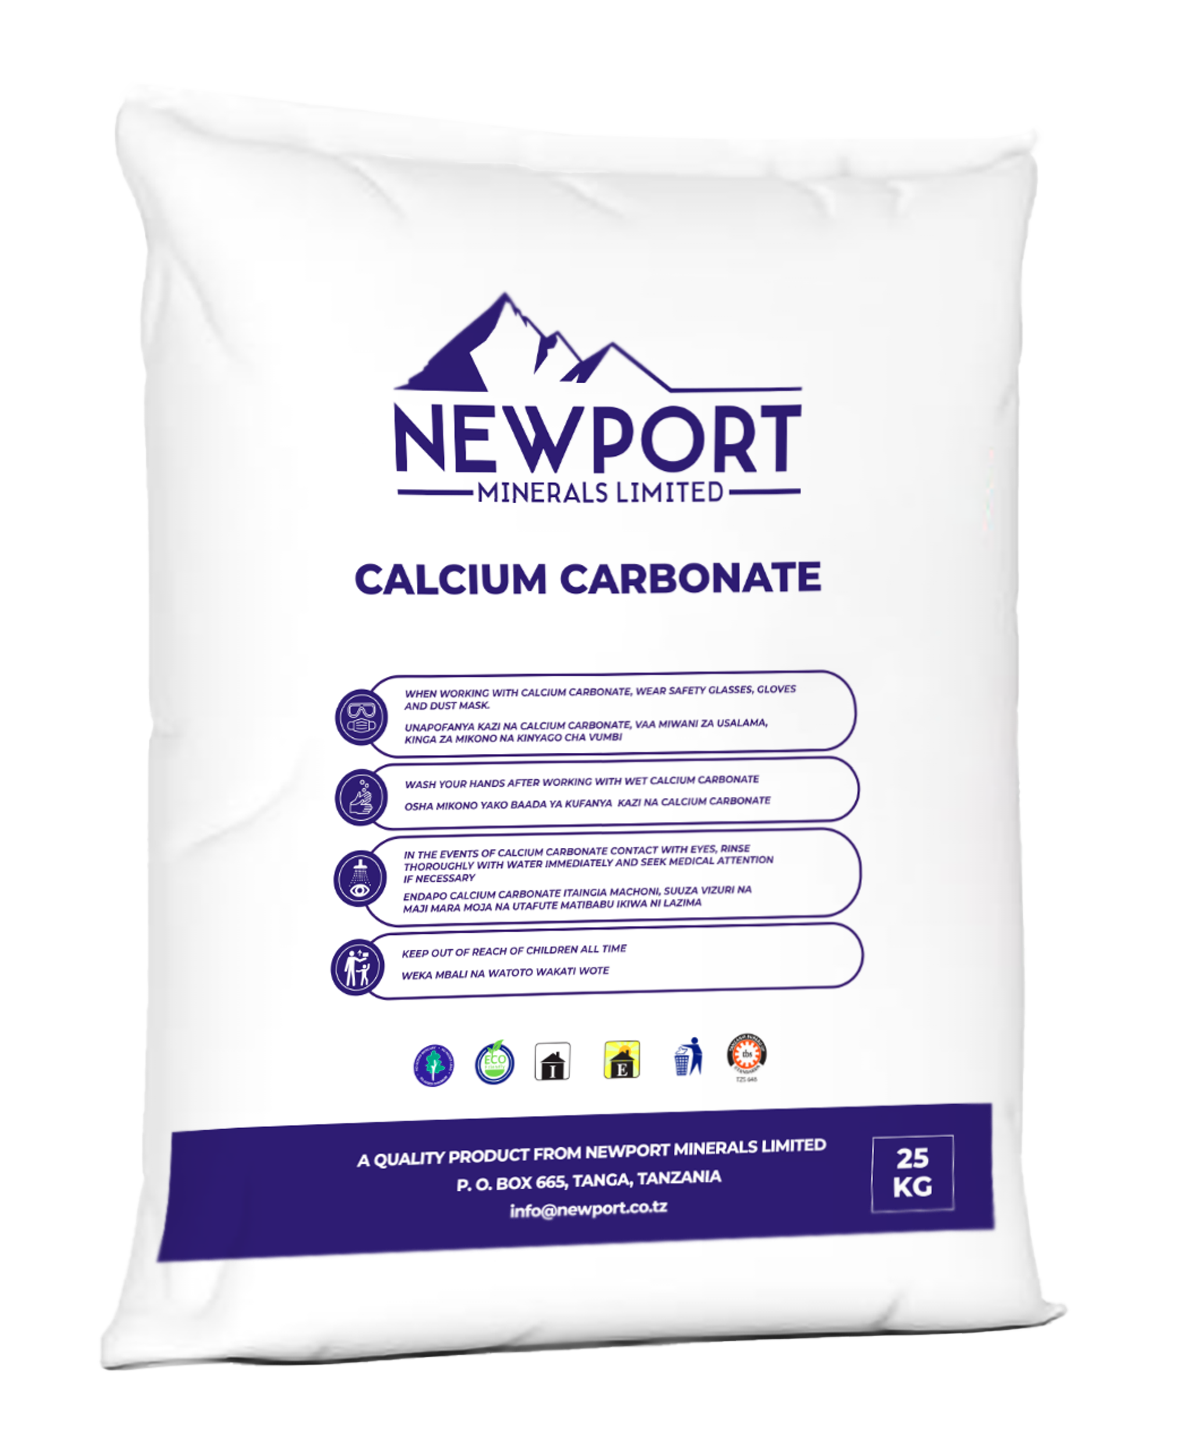 NEWPORT
MINERALS LIMITED
CALCIUM CARBONATE
WHEN WORKING WITH CALCIUM CARBONATE, WEAR SAFETY GLASSES, GLOVES
AND DUST MASK.
UNAPOFANYA KAZI NA CALCIUM CARBONATE, VAA MIWANI ZA USALAMA,
KINGA ZA MIKONO NA KINYAGO CHA VUMBI
WASH YOUR HANDS AFTER WORKING WITH WET CALCIUM CARBONATE
OSHA MIKONO YAKO BAADA YA KUFANYA KAZI NA CALCIUM CARBONATE
IN THE EVENTS OF CALCIUM CARBONATE CONTACT WITH EYES, RINSE
THOROUGHLY WITH WATER IMMEDIATELY AND SEEK MEDICAL ATTENTION
IF NECESSARY
ENDAPO CALCIUM CARBONATE ITAINGIA MACHONI, SUUZA VIZURI NA
MAJI MARA MOJA NA UTAFUTE MATIBABU IKIWA NI LAZIMA
KEEP OUT OF REACH OF CHILDREN ALL TIME
WEKA MBALI NA WATOTO WAKATI WOTE
ECO
I
E
tbs
A QUALITY PRODUCT FROM NEWPORT MINERALS LIMITED
P. O. BOX 665, TANGA, TANZANIA
info@newport.co.tz
25
KG